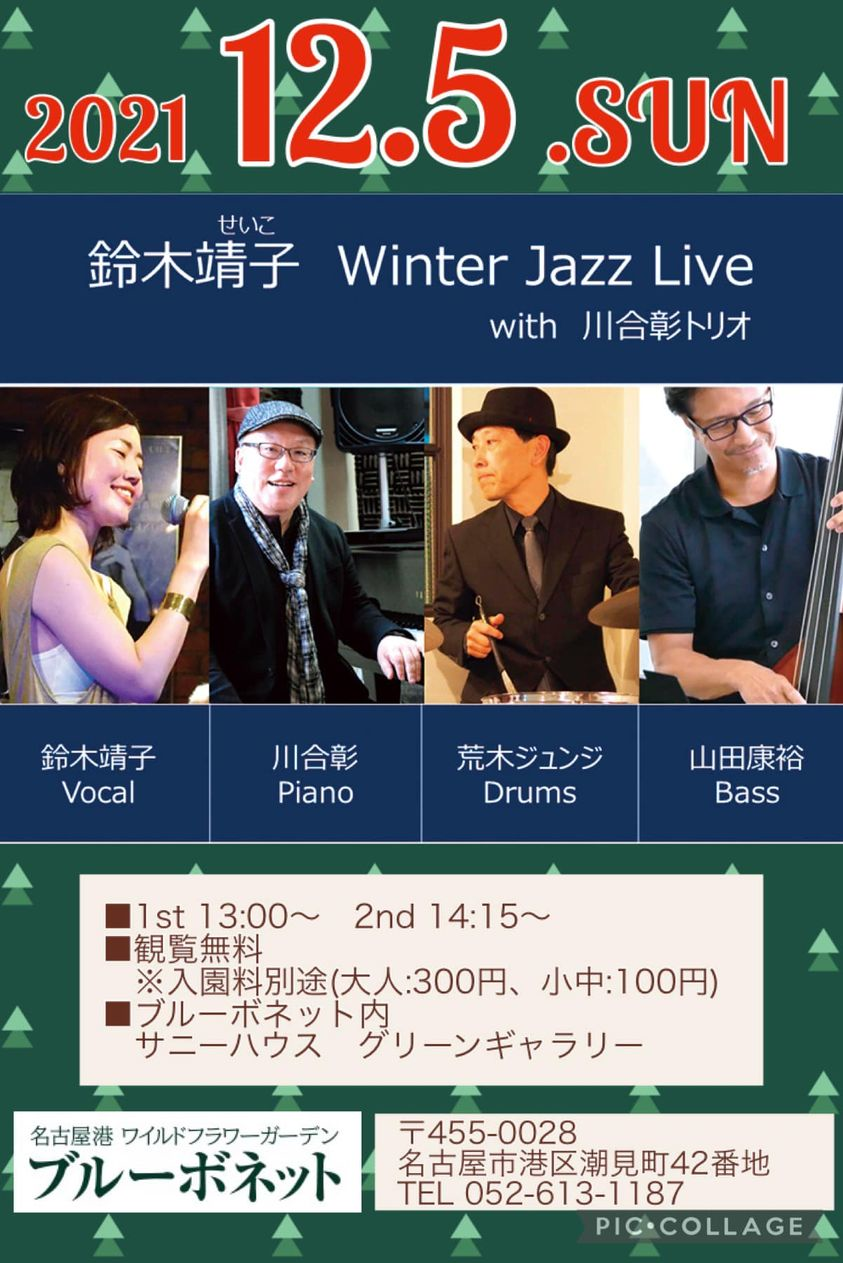 2021 12.5 .SUN
せいこ
鈴木靖子 Winter Jazz Live
with 川合彰トリオ
鈴木靖子
Vocal
川合彰
Piano
荒木ジュンジ
Drums
山田康裕
Bass
■1st 13:00〜　2nd 14:15〜
■観覧無料
※入園料別途(大人:300円、小中:100円)
■ブルーボネット内
サニーハウス　グリーンギャラリー
名古屋港 ワイルドフラワーガーデン
ブルーボネット
〒455-0028
名古屋市港区潮見町42番地
TEL 052-613-1187
PIC•COLLAGE